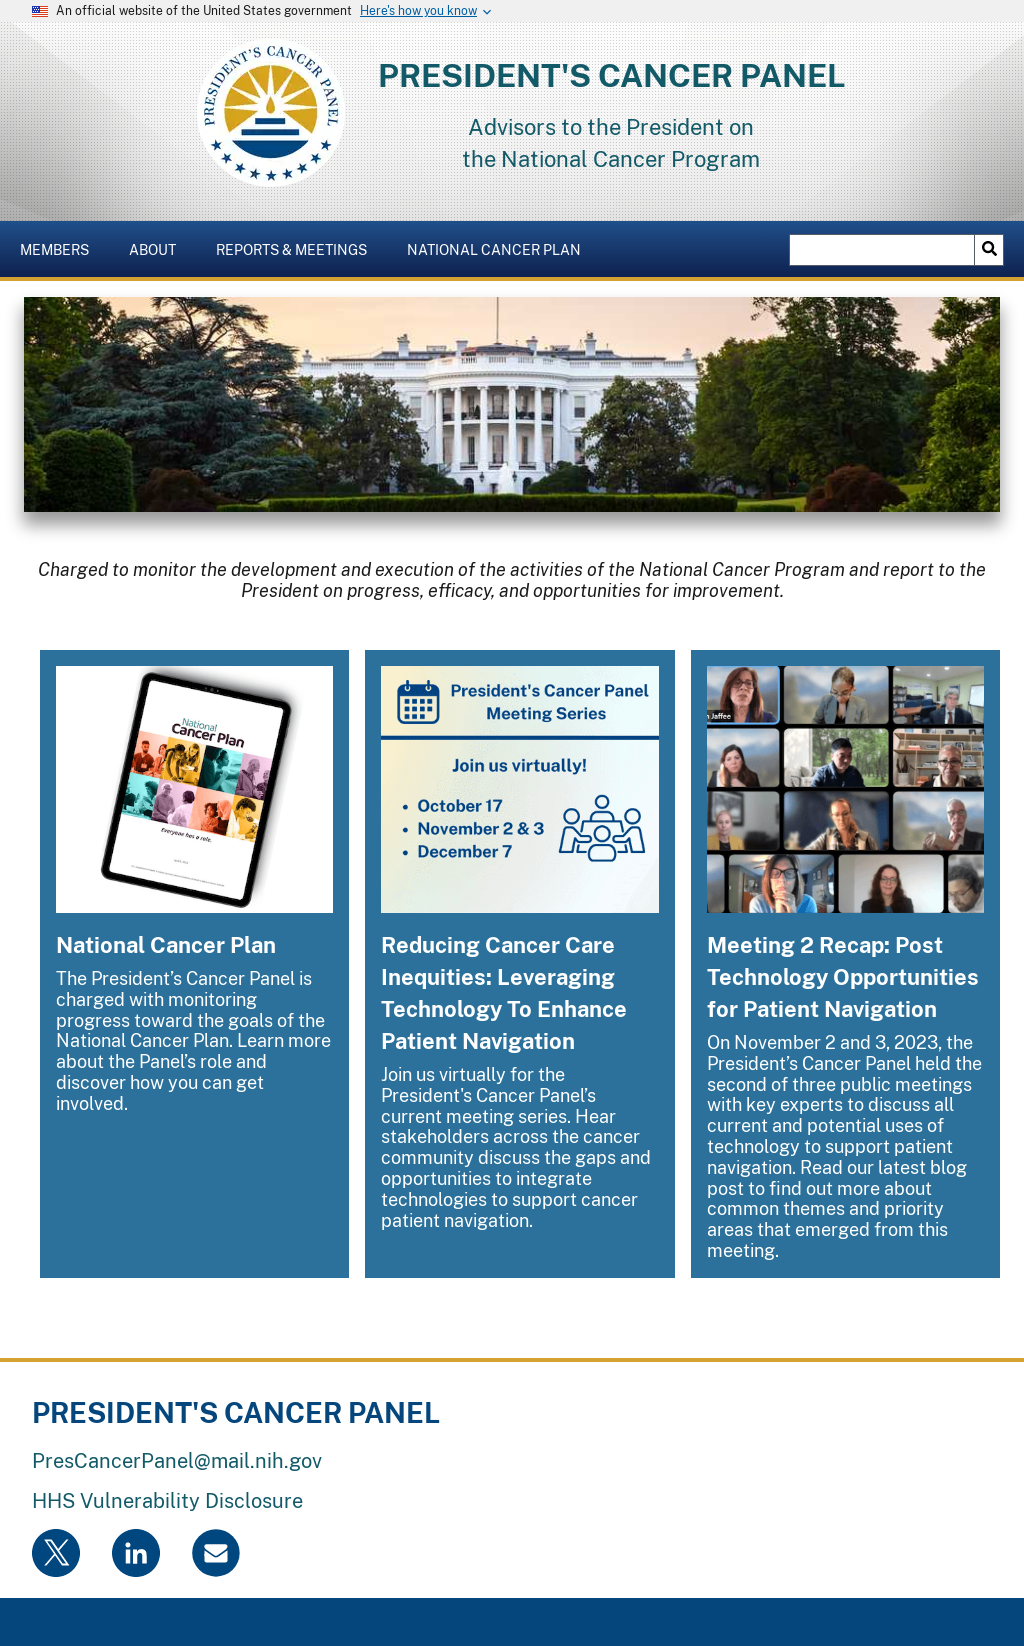 An official website of the United States government Here's how you know
PRESIDENT'S CANCER PANEL
PRESIDENT'S CANCER PANEL
Advisors to the President on
the National Cancer Program
MEMBERS ABOUT REPORTS & MEETINGS NATIONAL CANCER PLAN
Charged to monitor the development and execution of the activities of the National Cancer Program and report to the
President on progress, efficacy, and opportunities for improvement.
National
Cancer Plan
Everyone has a role.
National Cancer Plan
The President’s Cancer Panel is
charged with monitoring
progress toward the goals of the
National Cancer Plan. Learn more
about the Panel’s role and
discover how you can get
involved.
President's Cancer Panel
Meeting Series
Join us virtually!
• October 17
• November 2 & 3
• December 7
Reducing Cancer Care
Inequities: Leveraging
Technology To Enhance
Patient Navigation
Join us virtually for the
President’s Cancer Panel’s
current meeting series. Hear
stakeholders across the cancer
community discuss the gaps and
opportunities to integrate
technologies to support cancer
patient navigation.
Jaffee
Meeting 2 Recap: Post
Technology Opportunities
for Patient Navigation
On November 2 and 3, 2023, the
President’s Cancer Panel held the
second of three public meetings
with key experts to discuss all
current and potential uses of
technology to support patient
navigation. Read our latest blog
post to find out more about
common themes and priority
areas that emerged from this
meeting.
PRESIDENT'S CANCER PANEL
PresCancerPanel@mail.nih.gov
HHS Vulnerability Disclosure
in